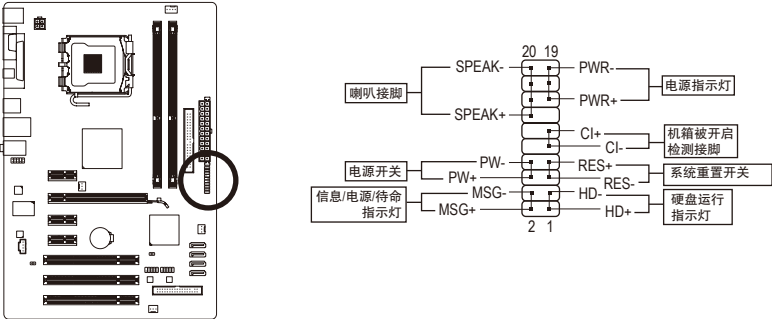 20 19
SPEAK- PWR-
喇叭接脚 电源指示灯
PWR+
SPEAK+
CI+ 机箱被开启
CI- 检测接脚
PW- RES+
电源开关 系统重置开关
PW+ RES-
信息/电源/待命 MSG- HD- 硬盘运行
指示灯 MSG+ HD+ 指示灯
2 1